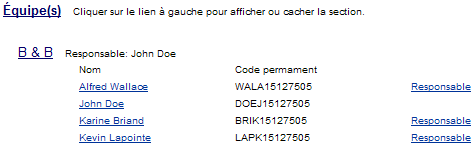 Équipe(s) Cliquer sur le lien à gauche pour afficher ou cacher la section.
B & B Responsable: John Doe
Nom Code permament
Alfred Wallace WALA15127505 Responsable
John Doe DOEJ15127505
Karine Briand BRIK15127505 Responsable
Kevin Lapointe LAPK15127505 Responsable